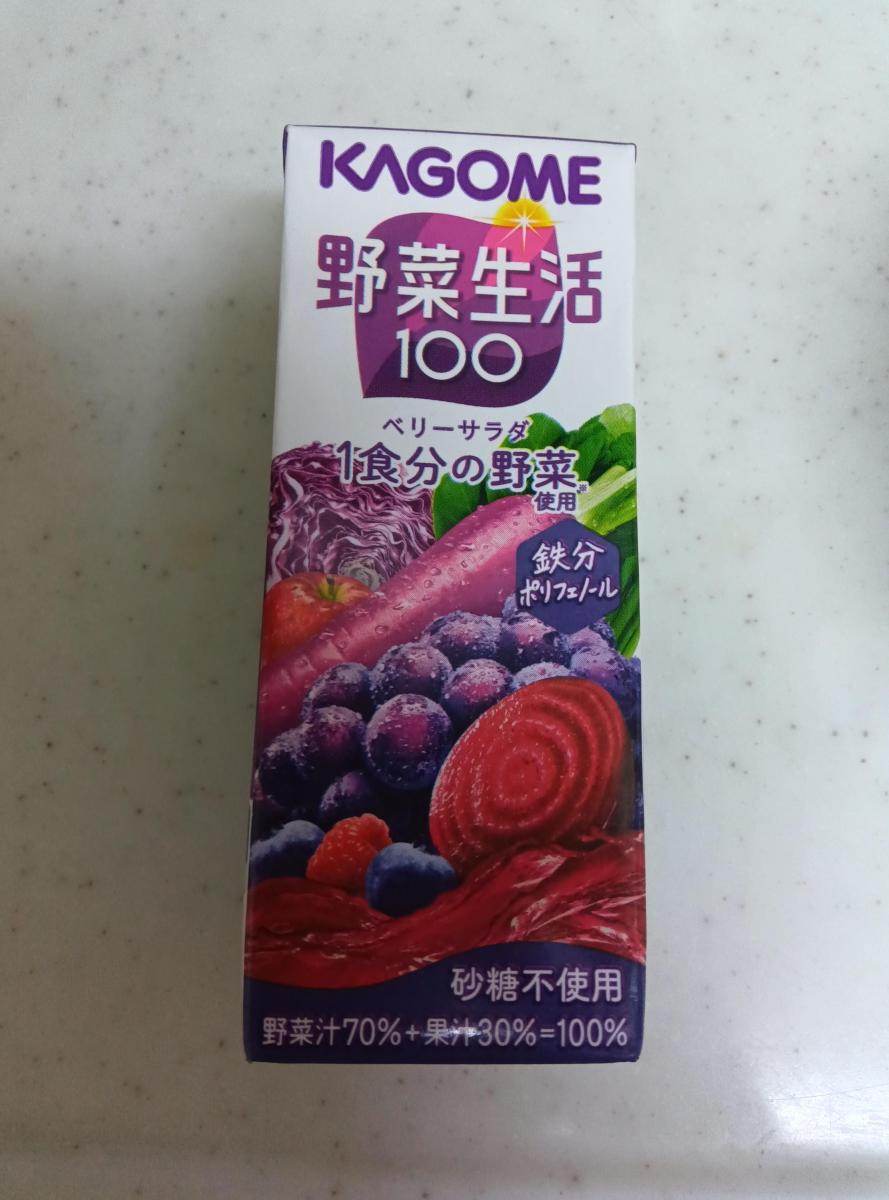 KAGOME
野菜生活
100
ベリーサラダ
1食分の野菜
使用※
鉄分
ポリフェノール
砂糖不使用
野菜汁70%+果汁30%=100%